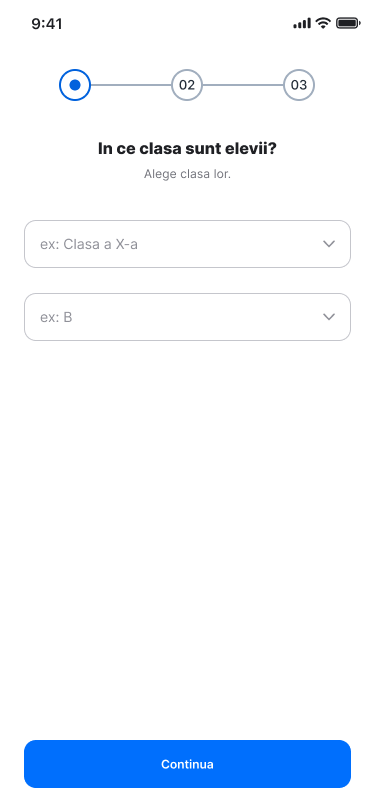 9:41
02 03
In ce clasa sunt elevii?
Alege clasa lor.
ex: Clasa a X-a
ex: B
Continua